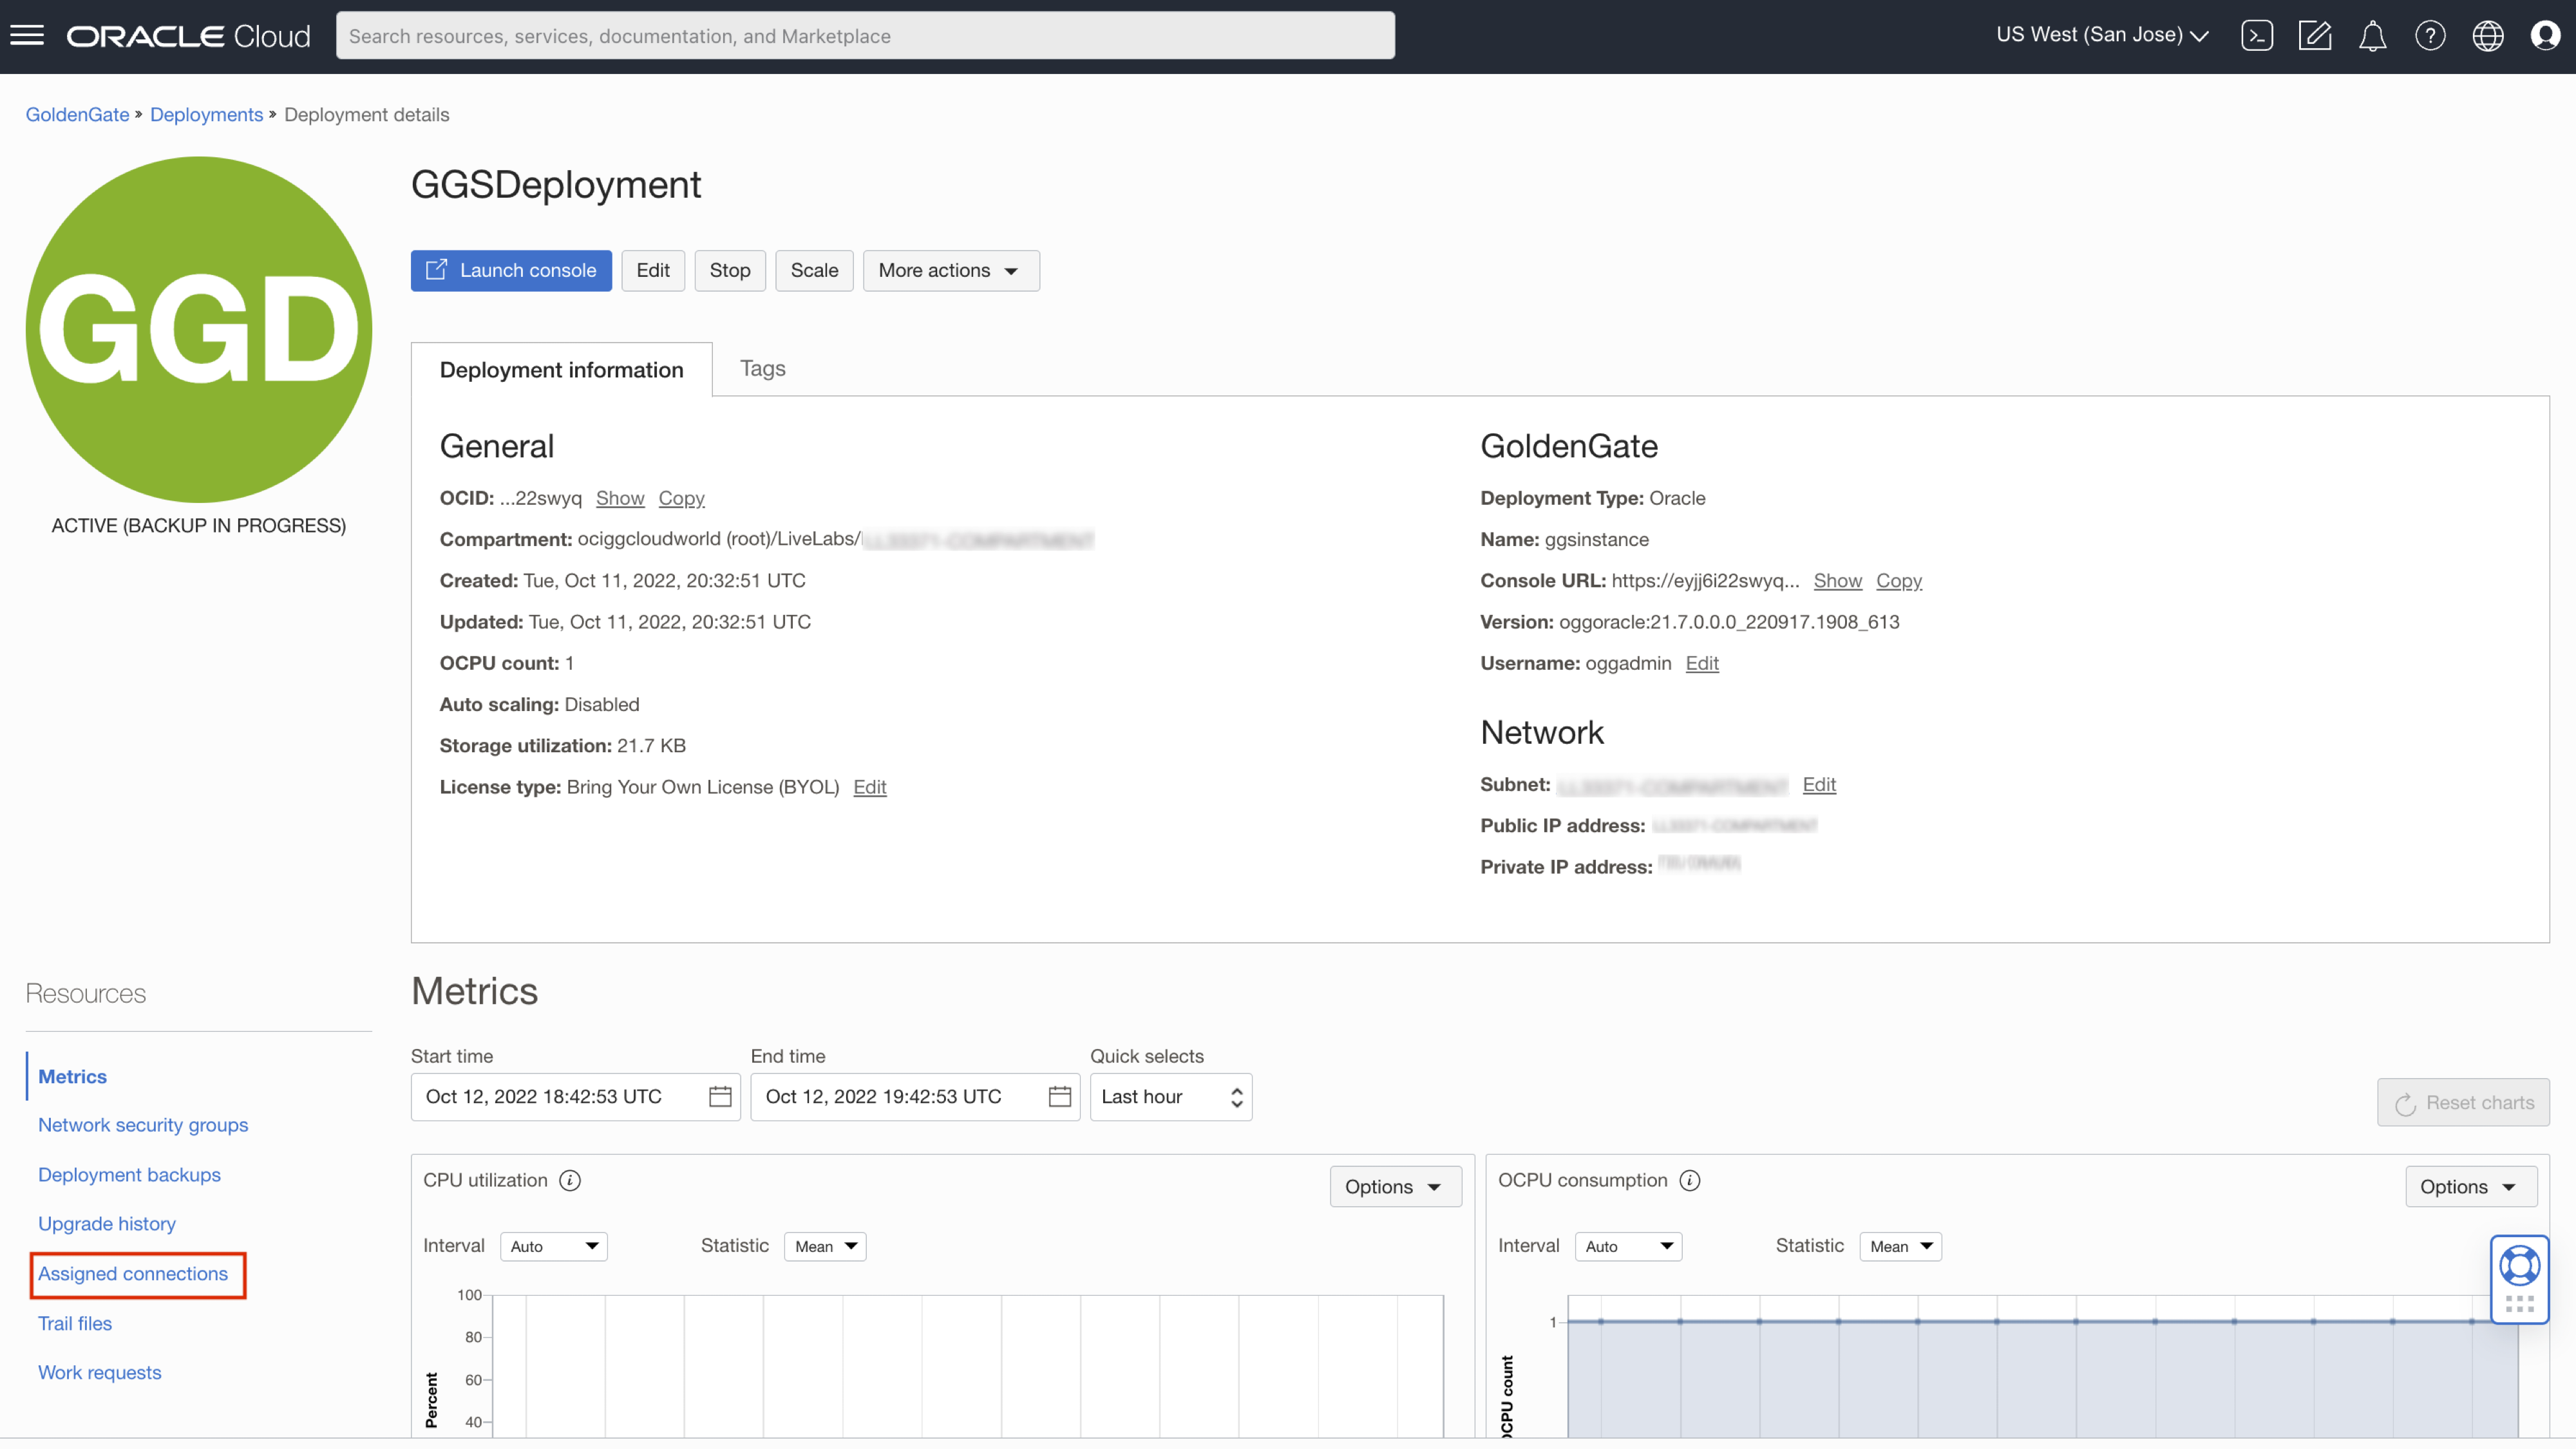 ORACLE Cloud
Search resources, services, documentation, and Marketplace
US West (San Jose)
GoldenGate » Deployments » Deployment details
GGD
ACTIVE (BACKUP IN PROGRESS)
GGSDeployment
Launch console
Edit
Stop
Scale
More actions
Deployment information
Tags
General
OCID: ...22swyq Show Copy
Compartment: ociggcloudworld (root)/LiveLabs/
Created: Tue, Oct 11, 2022, 20:32:51 UTC
Updated: Tue, Oct 11, 2022, 20:32:51 UTC
OCPU count: 1
Auto scaling: Disabled
Storage utilization: 21.7 KB
License type: Bring Your Own License (BYOL) Edit
GoldenGate
Deployment Type: Oracle
Name: ggsinstance
Console URL: https://eyjj6i22swyq... Show Copy
Version: oggoracle:21.7.0.0.0_220917.1908_613
Username: oggadmin Edit
Network
Subnet: Edit
Public IP address:
Private IP address:
Resources
Metrics
Network security groups
Deployment backups
Upgrade history
Assigned connections
Trail files
Work requests
Metrics
Start time
Oct 12, 2022 18:42:53 UTC
End time
Oct 12, 2022 19:42:53 UTC
Quick selects
Last hour
Reset charts
CPU utilization
Options
Interval Auto Statistic Mean
100
80
60
40
Percent
OCPU consumption
Options
Interval Auto Statistic Mean
1
OCPU count